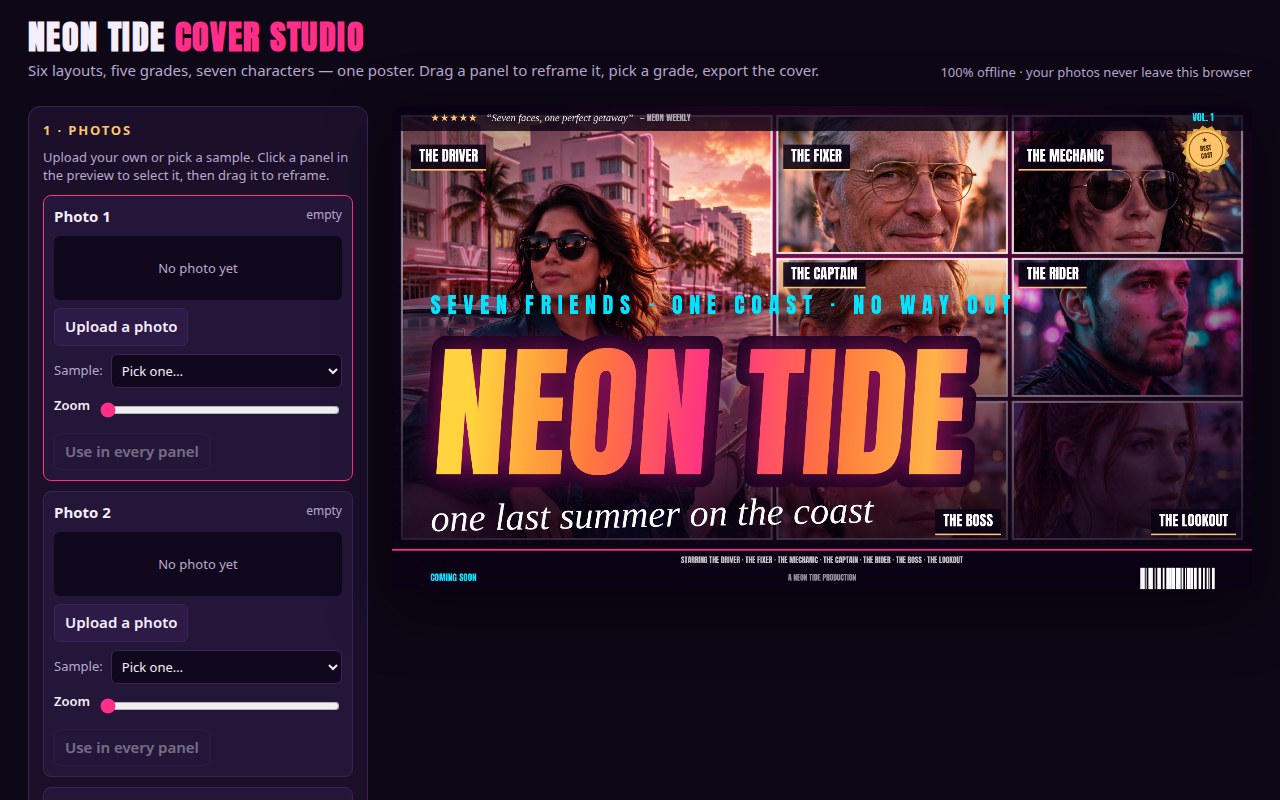 NEON TIDE COVER STUDIO
Six layouts, five grades, seven characters — one poster. Drag a panel to reframe it, pick a grade, export the cover.
100% offline · your photos never leave this browser
1 · PHOTOS
Upload your own or pick a sample. Click a panel in
the preview to select it, then drag it to reframe.
Photo 1
empty
No photo yet
Upload a photo
Sample:
Pick one...
Zoom
Use in every panel
Photo 2
empty
No photo yet
Upload a photo
Sample:
Pick one...
Zoom
Use in every panel
★★★★★ "Seven faces, one perfect getaway" – NEON WEEKLY
VOL. 1
★
BEST
CAST
THE DRIVER
THE FIXER
THE MECHANIC
THE CAPTAIN
THE RIDER
SEVEN FRIENDS · ONE COAST · NO WAY OUT
NEON TIDE
one last summer on the coast
THE BOSS
THE LOOKOUT
STARRING THE DRIVER · THE FIXER · THE MECHANIC · THE CAPTAIN · THE RIDER · THE BOSS · THE LOOKOUT
COMING SOON
A NEON TIDE PRODUCTION